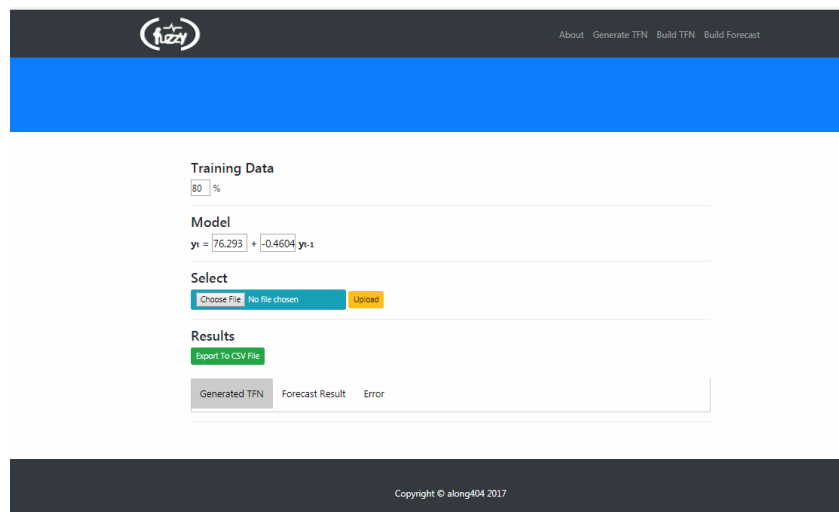 fuzzy
About Generate TFN Build TFN Build Forecast
Training Data
80 %
Model
yt = 76.293 + -0.4604 yt-1
Select
Choose File No file chosen Upload
Results
Export To CSV File
Generated TFN Forecast Result Error
Copyright © along404 2017